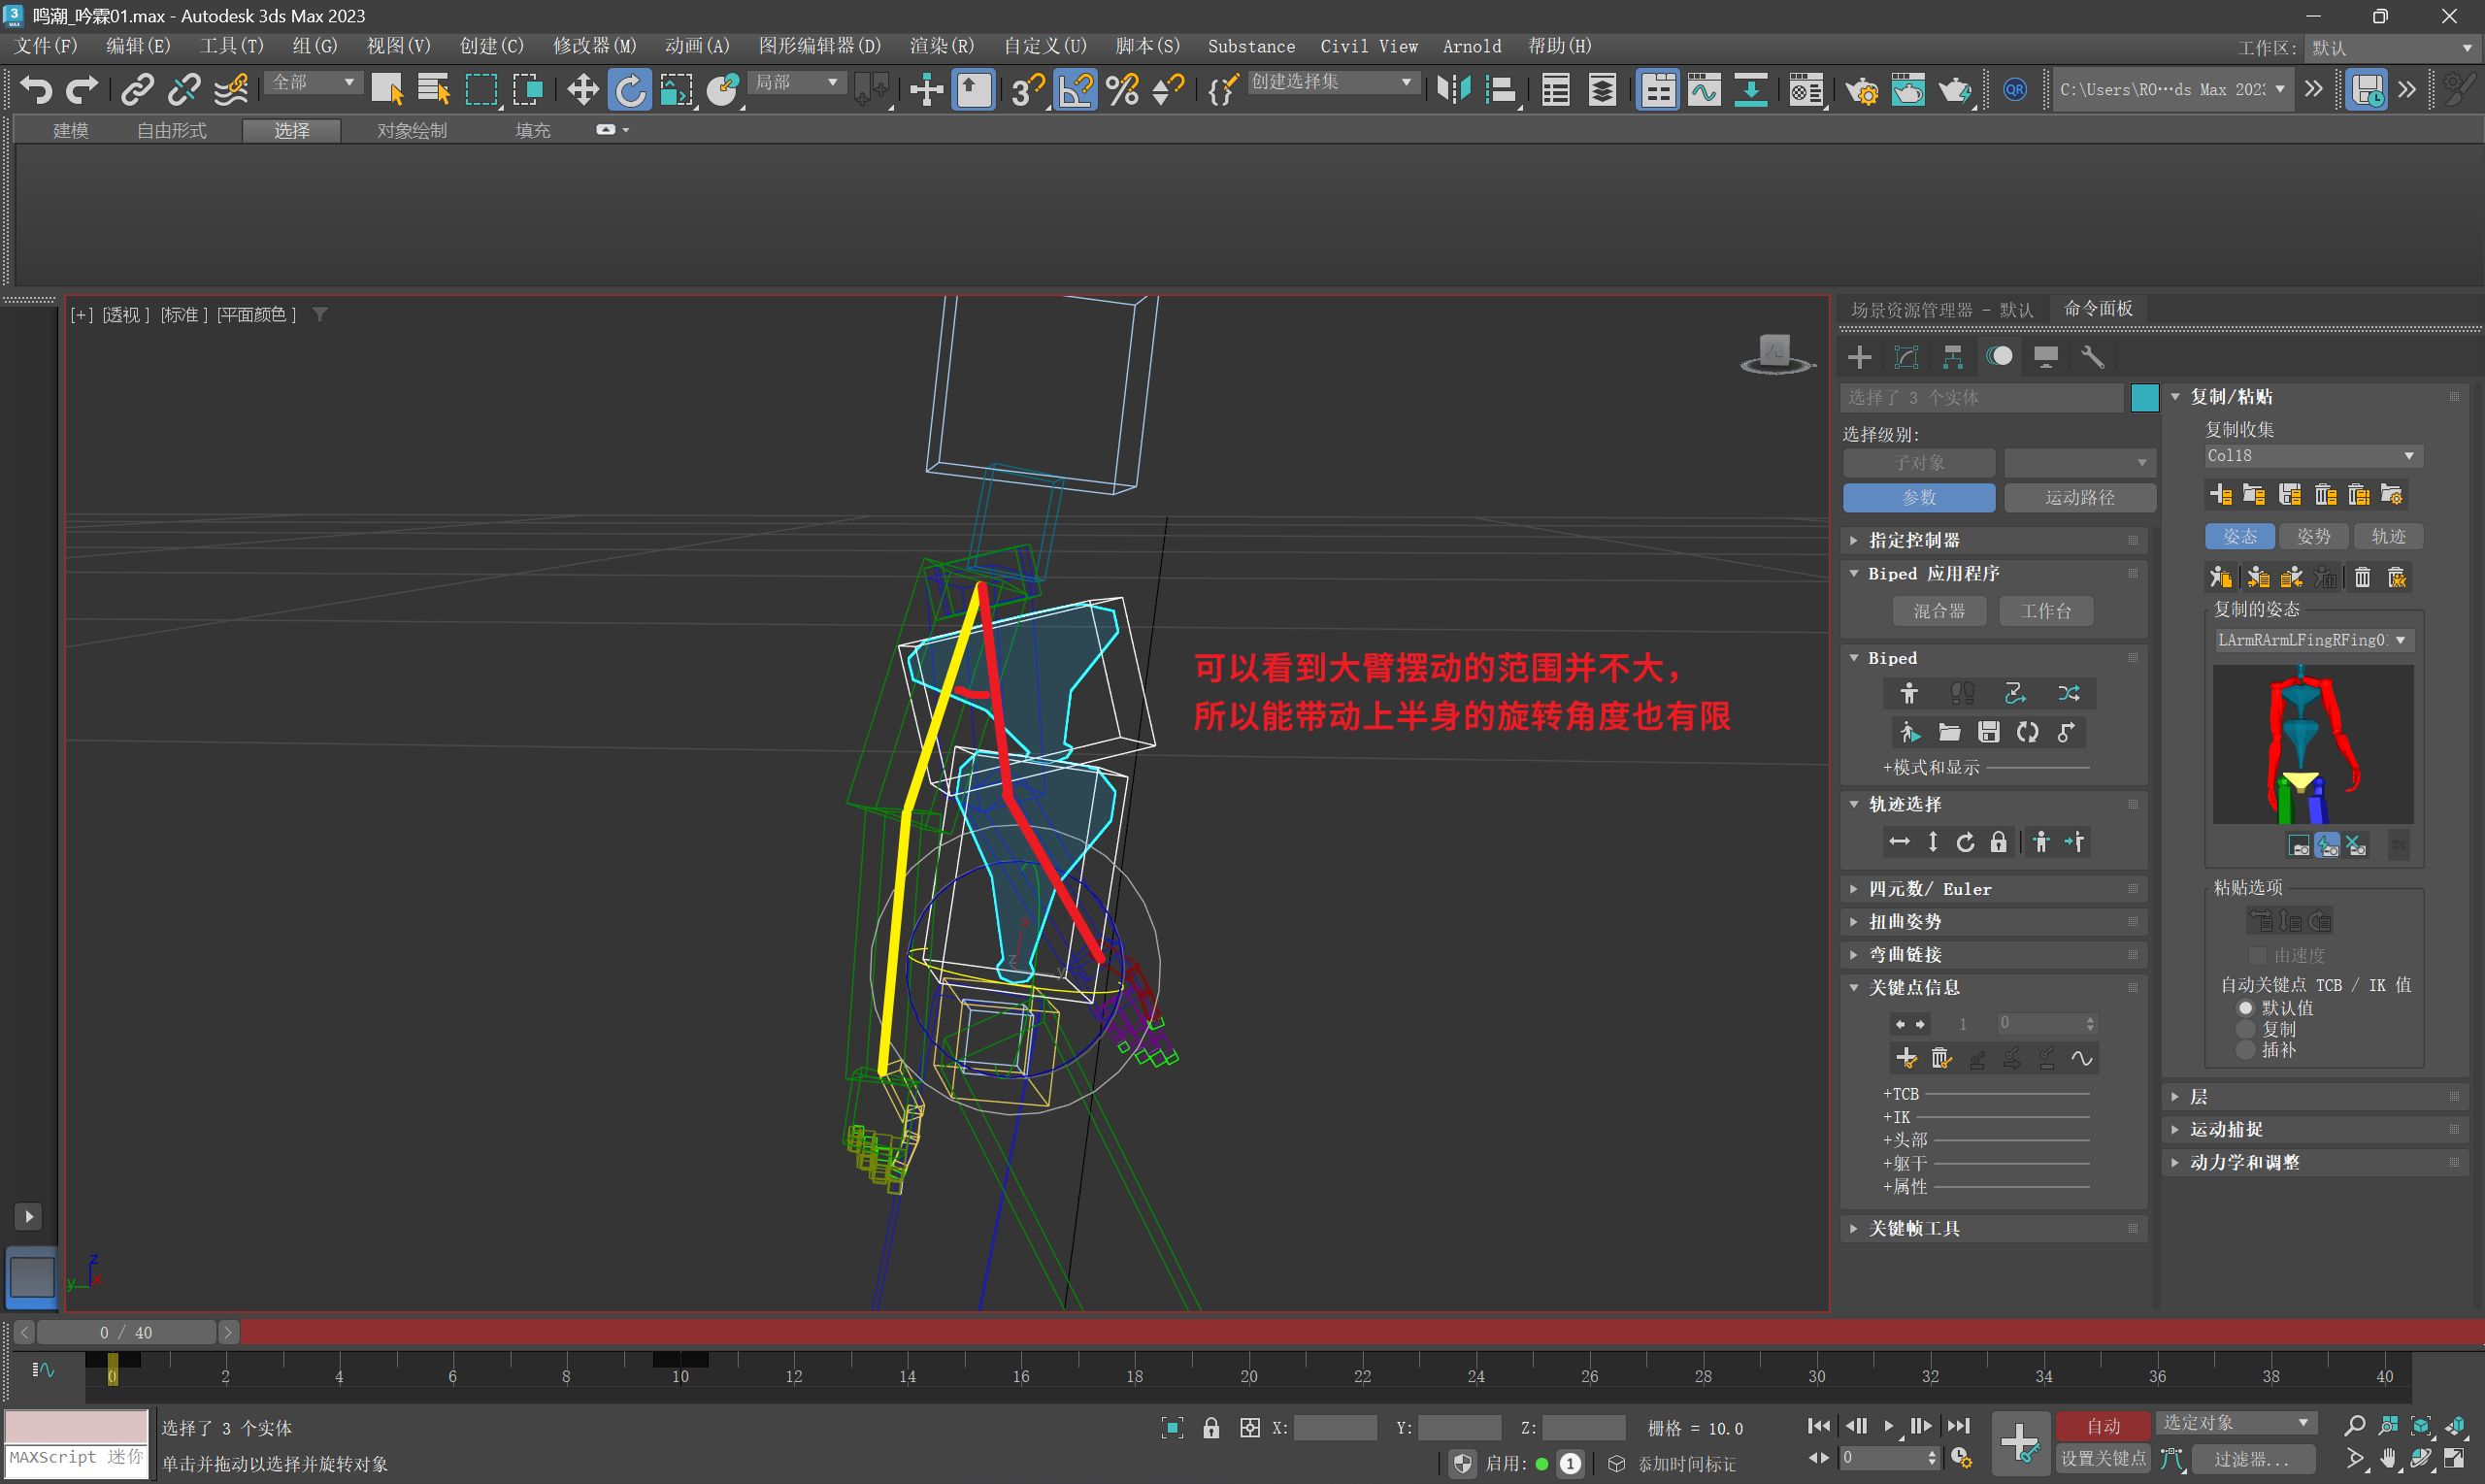 鸣潮_吟霖01.max - Autodesk 3ds Max 2023
文件(F) 编辑(E) 工具(T) 组(G) 视图(V) 创建(C) 修改器(M) 动画(A) 图形编辑器(D) 渲染(R) 自定义(U) 脚本(S) Substance Civil View Arnold 帮助(H)
工作区: 默认
全部
局部
创建选择集
QR
C:\Users\RO…ds Max 202
建模 自由形式 选择 对象绘制 填充
[+] [透视] [标准] [平面颜色]
可以看到大臂摆动的范围并不大，
所以能带动上半身的旋转角度也有限
场景资源管理器 - 默认 命令面板
选择了 3 个实体
选择级别:
子对象
参数 运动路径
指定控制器
Biped 应用程序
混合器 工作台
Biped
+模式和显示
轨迹选择
四元数/ Euler
扭曲姿势
弯曲链接
关键点信息
1 0
+TCB
+IK
+头部
+躯干
+属性
关键帧工具
复制/粘贴
复制收集
Col18
姿态 姿势 轨迹
复制的姿态
LArmRArmLFingRFing0
粘贴选项
由速度
自动关键点 TCB / IK 值
默认值
复制
插补
层
运动捕捉
动力学和调整
z
y x
0 / 40
0 2 4 6 8 10 12 14 16 18 20 22 24 26 28 30 32 34 36 38 40
选择了 3 个实体
X: Y: Z: 栅格 = 10.0
自动 选定对象
MAXScript 迷你
单击并拖动以选择并旋转对象
启用: 1 添加时间标记
0
设置关键点 过滤器...